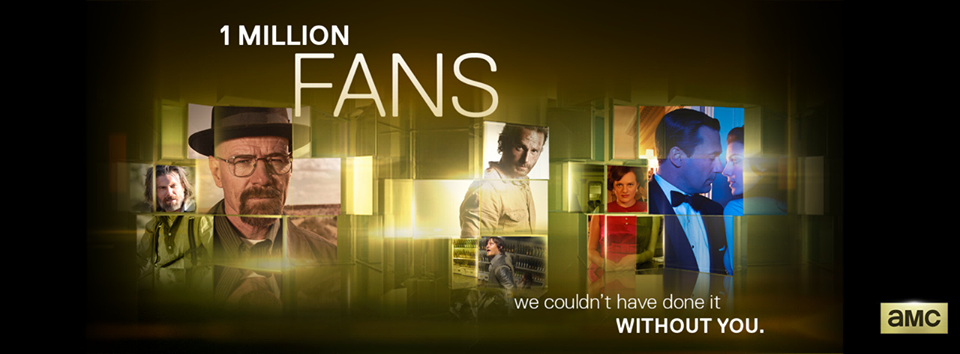 1 MILLION
FANS
we couldn't have done it
WITHOUT YOU.
aMC